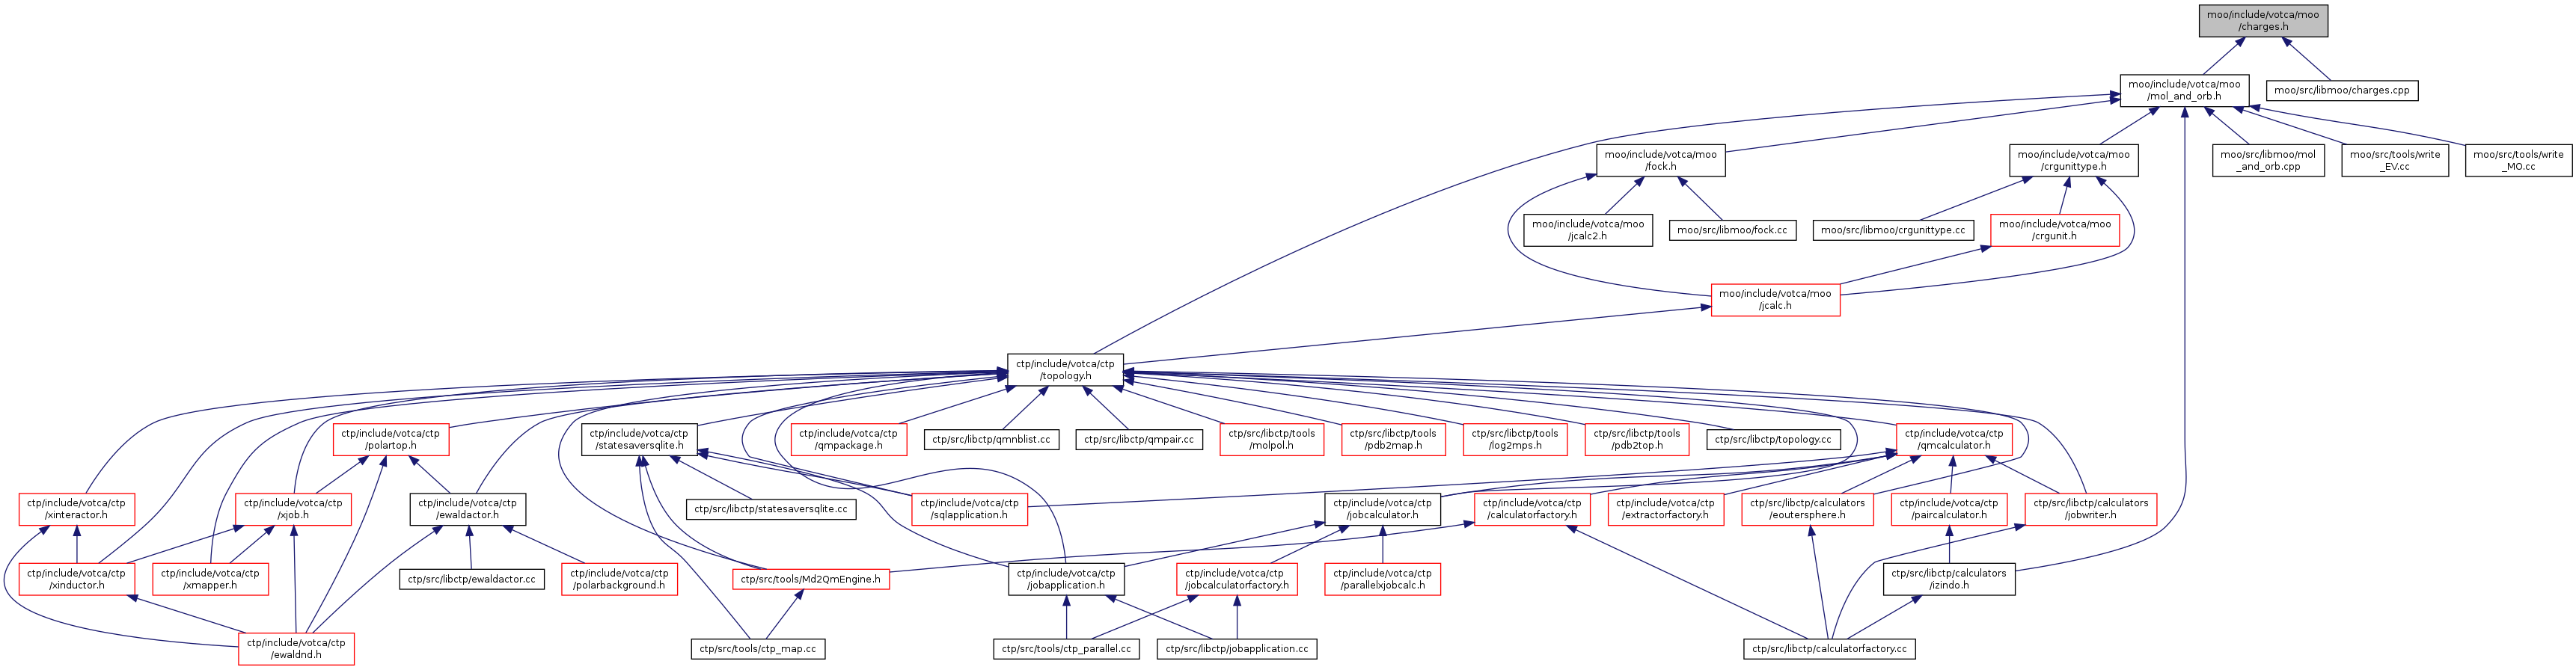 moo/include/votca/moo
/charges.h
moo/include/votca/moo
/mol_and_orb.h
moo/src/libmoo/charges.cpp
moo/include/votca/moo
/fock.h
moo/include/votca/moo
/crgunittype.h
moo/src/libmoo/mol
_and_orb.cpp
moo/src/tools/write
_EV.cc
moo/src/tools/write
_MO.cc
moo/include/votca/moo
/jcalc2.h
moo/src/libmoo/fock.cc
moo/src/libmoo/crgunittype.cc
moo/include/votca/moo
/crgunit.h
moo/include/votca/moo
/jcalc.h
ctp/include/votca/ctp
/topology.h
ctp/include/votca/ctp
/polartop.h
ctp/include/votca/ctp
/statesaversqlite.h
ctp/include/votca/ctp
/qmpackage.h
ctp/src/libctp/qmnblist.cc
ctp/src/libctp/qmpair.cc
ctp/src/libctp/tools
/molpol.h
ctp/src/libctp/tools
/pdb2map.h
ctp/src/libctp/tools
/log2mps.h
ctp/src/libctp/tools
/pdb2top.h
ctp/src/libctp/topology.cc
ctp/include/votca/ctp
/qmcalculator.h
ctp/include/votca/ctp
/xinteractor.h
ctp/include/votca/ctp
/xjob.h
ctp/include/votca/ctp
/ewaldactor.h
ctp/src/libctp/statesaversqlite.cc
ctp/include/votca/ctp
/sqlapplication.h
ctp/include/votca/ctp
/jobcalculator.h
ctp/include/votca/ctp
/calculatorfactory.h
ctp/include/votca/ctp
/extractorfactory.h
ctp/src/libctp/calculators
/eoutersphere.h
ctp/include/votca/ctp
/paircalculator.h
ctp/src/libctp/calculators
/jobwriter.h
ctp/include/votca/ctp
/xinductor.h
ctp/include/votca/ctp
/xmapper.h
ctp/src/libctp/ewaldactor.cc
ctp/include/votca/ctp
/polarbackground.h
ctp/src/tools/Md2QmEngine.h
ctp/include/votca/ctp
/jobapplication.h
ctp/include/votca/ctp
/jobcalculatorfactory.h
ctp/include/votca/ctp
/parallelxjobcalc.h
ctp/src/libctp/calculators
/izindo.h
ctp/include/votca/ctp
/ewaldnd.h
ctp/src/tools/ctp_map.cc
ctp/src/tools/ctp_parallel.cc
ctp/src/libctp/jobapplication.cc
ctp/src/libctp/calculatorfactory.cc